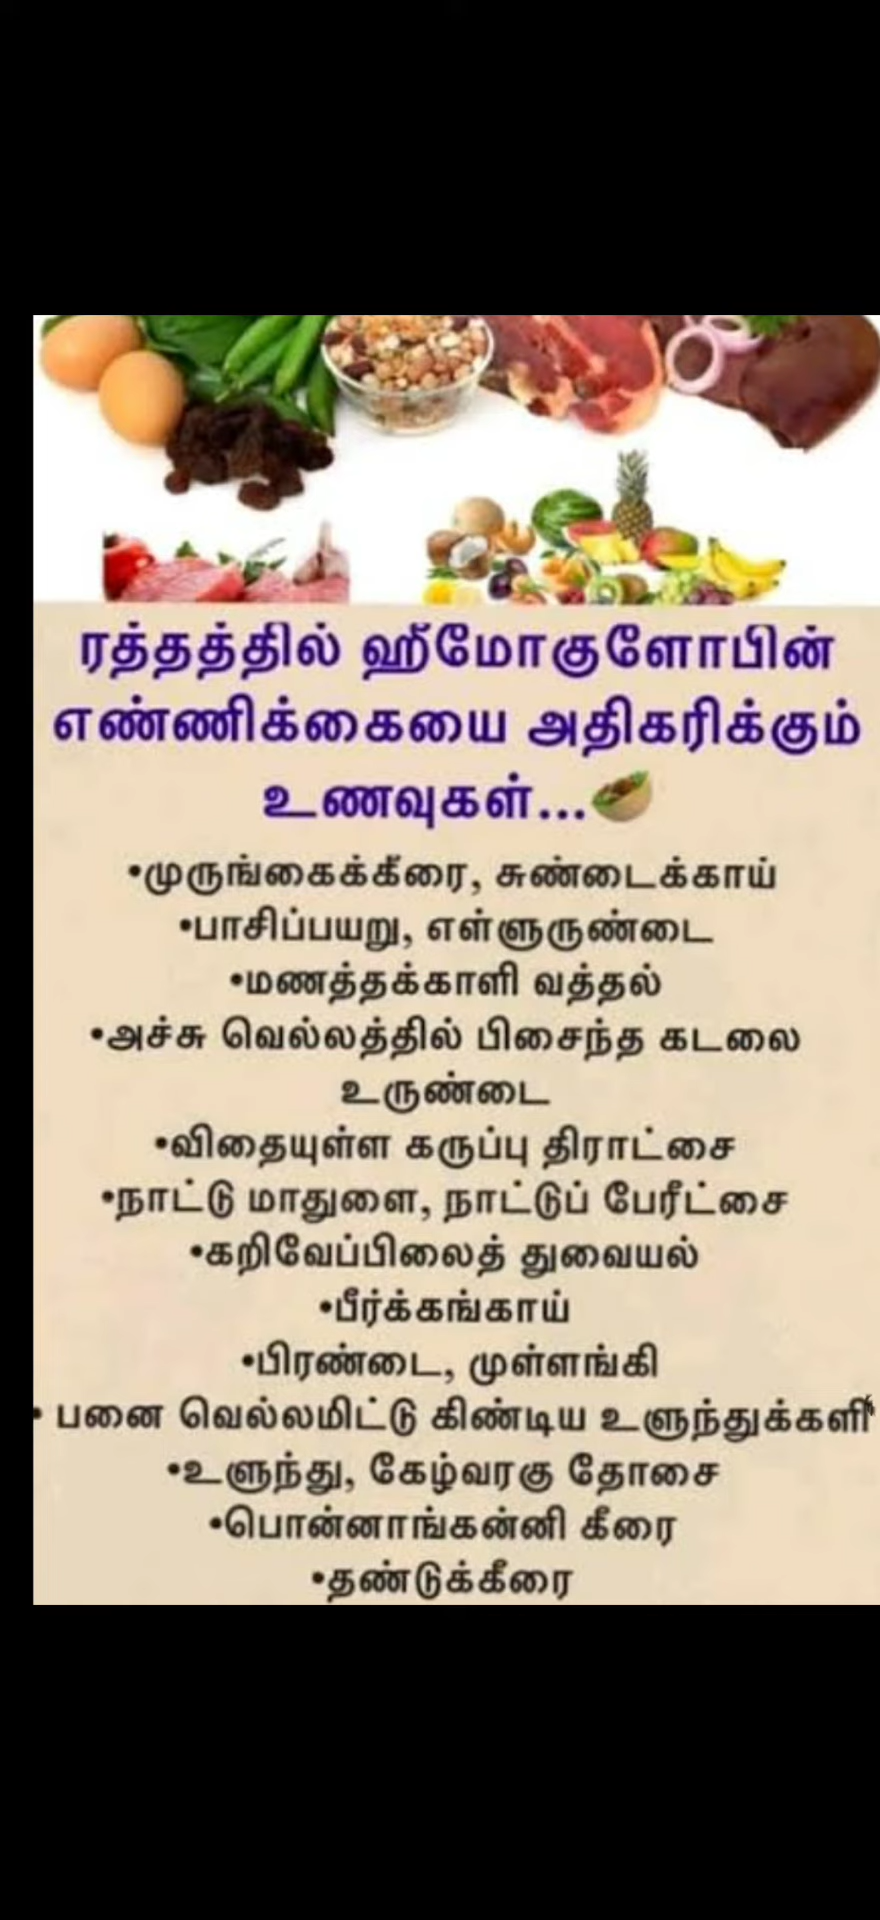 ரத்தத்தில் ஹீமோகுளோபின்
எண்ணிக்கையை அதிகரிக்கும்
உணவுகள்...
•முருங்கைக்கீரை, சுண்டைக்காய்
•பாசிப்பயறு, எள்ளுருண்டை
•மணத்தக்காளி வத்தல்
•அச்சு வெல்லத்தில் பிசைந்த கடலை
உருண்டை
•விதையுள்ள கருப்பு திராட்சை
•நாட்டு மாதுளை, நாட்டுப் பேரீட்சை
•கறிவேப்பிலைத் துவையல்
•பீர்க்கங்காய்
•பிரண்டை, முள்ளங்கி
• பனை வெல்லமிட்டு கிண்டிய உளுந்துக்களி
•உளுந்து, கேழ்வரகு தோசை
•பொன்னாங்கன்னி கீரை
•தண்டுக்கீரை